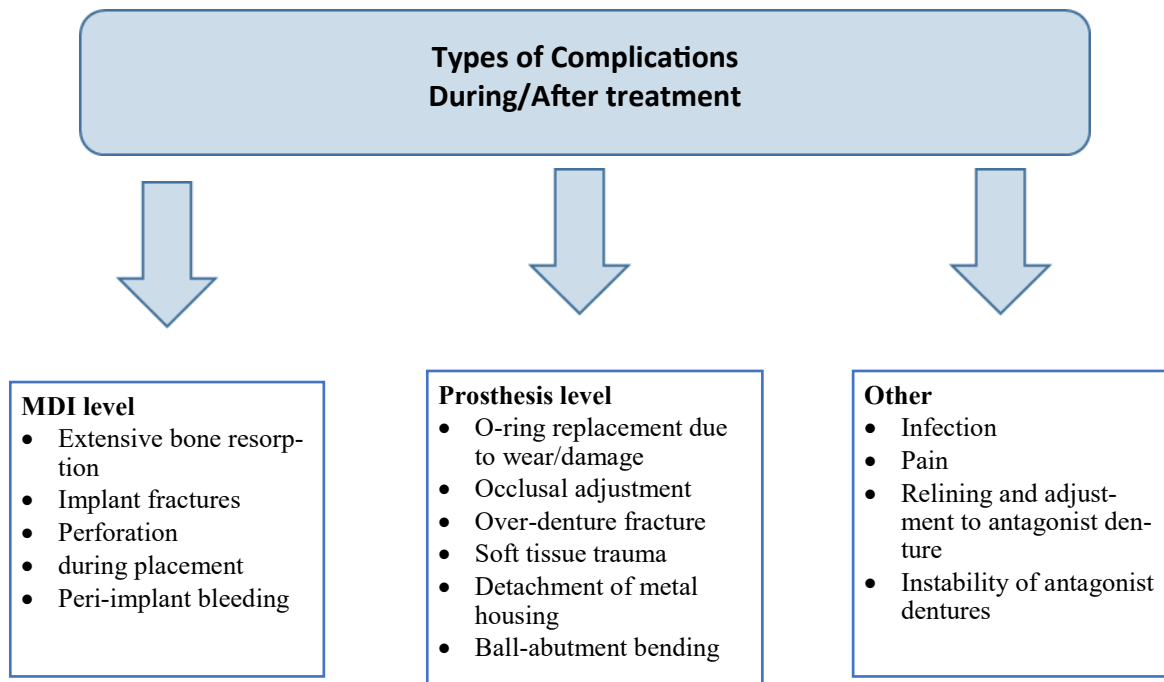 Types of Complications
During/After treatment
MDI level
• Extensive bone resorp-
tion
• Implant fractures
• Perforation
• during placement
• Peri-implant bleeding
Prosthesis level
• O-ring replacement due
to wear/damage
• Occlusal adjustment
• Over-denture fracture
• Soft tissue trauma
• Detachment of metal
housing
• Ball-abutment bending
Other
• Infection
• Pain
• Relining and adjust-
ment to antagonist den-
ture
• Instability of antagonist
dentures